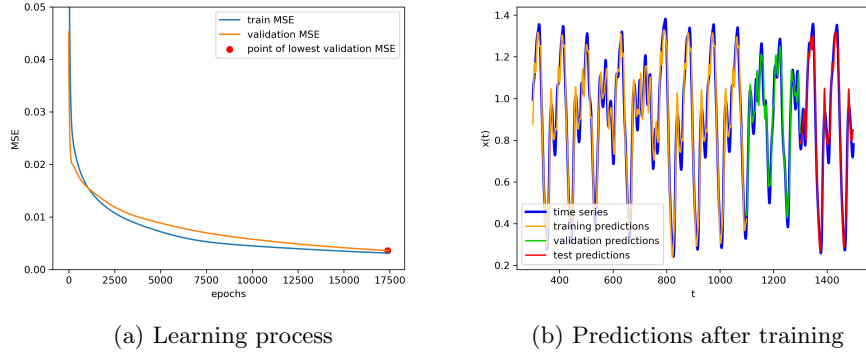 0.05
0.04
0.03
0.02
0.01
0.00
MSE
0 2500 5000 7500 10000 12500 15000 17500
epochs
train MSE
validation MSE
point of lowest validation MSE
(a) Learning process
1.4
1.2
1.0
0.8
0.6
0.4
0.2
x(t)
400 600 800 1000 1200 1400
t
time series
training predictions
validation predictions
test predictions
(b) Predictions after training